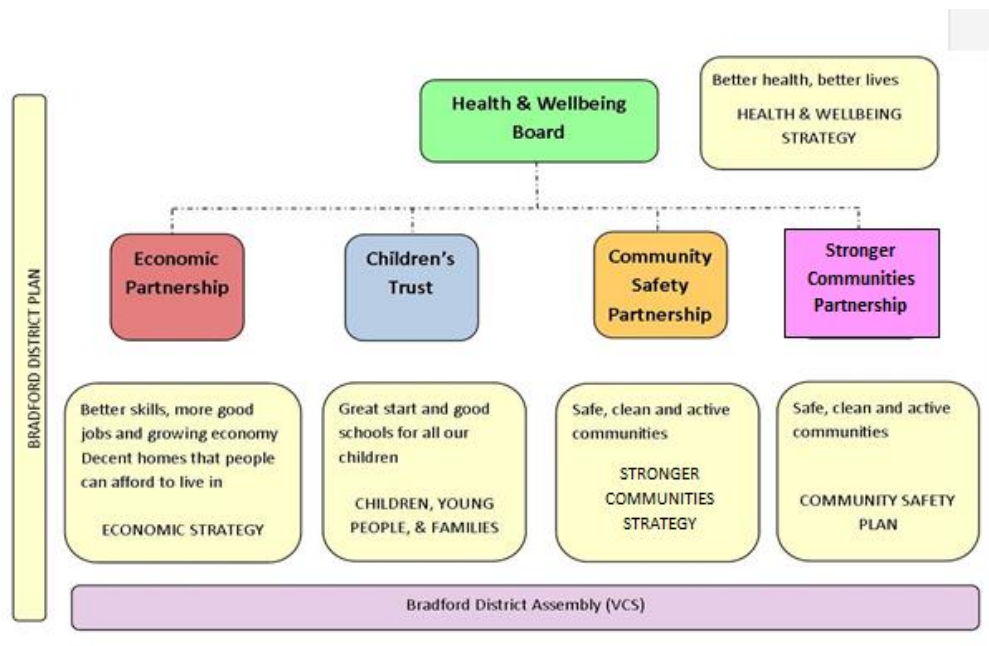 BRADFORD DISTRICT PLAN
Health & Wellbeing
Board
Better health, better lives
HEALTH & WELLBEING
STRATEGY
Economic
Partnership
Children's
Trust
Community
Safety
Partnership
Stronger
Communities
Partnership
Better skills, more good
jobs and growing economy
Decent homes that people
can afford to live in
ECONOMIC STRATEGY
Great start and good
schools for all our
children
CHILDREN, YOUNG
PEOPLE, & FAMILIES
Safe, clean and active
communities
STRONGER
COMMUNITIES
STRATEGY
Safe, clean and active
communities
COMMUNITY SAFETY
PLAN
Bradford District Assembly (VCS)